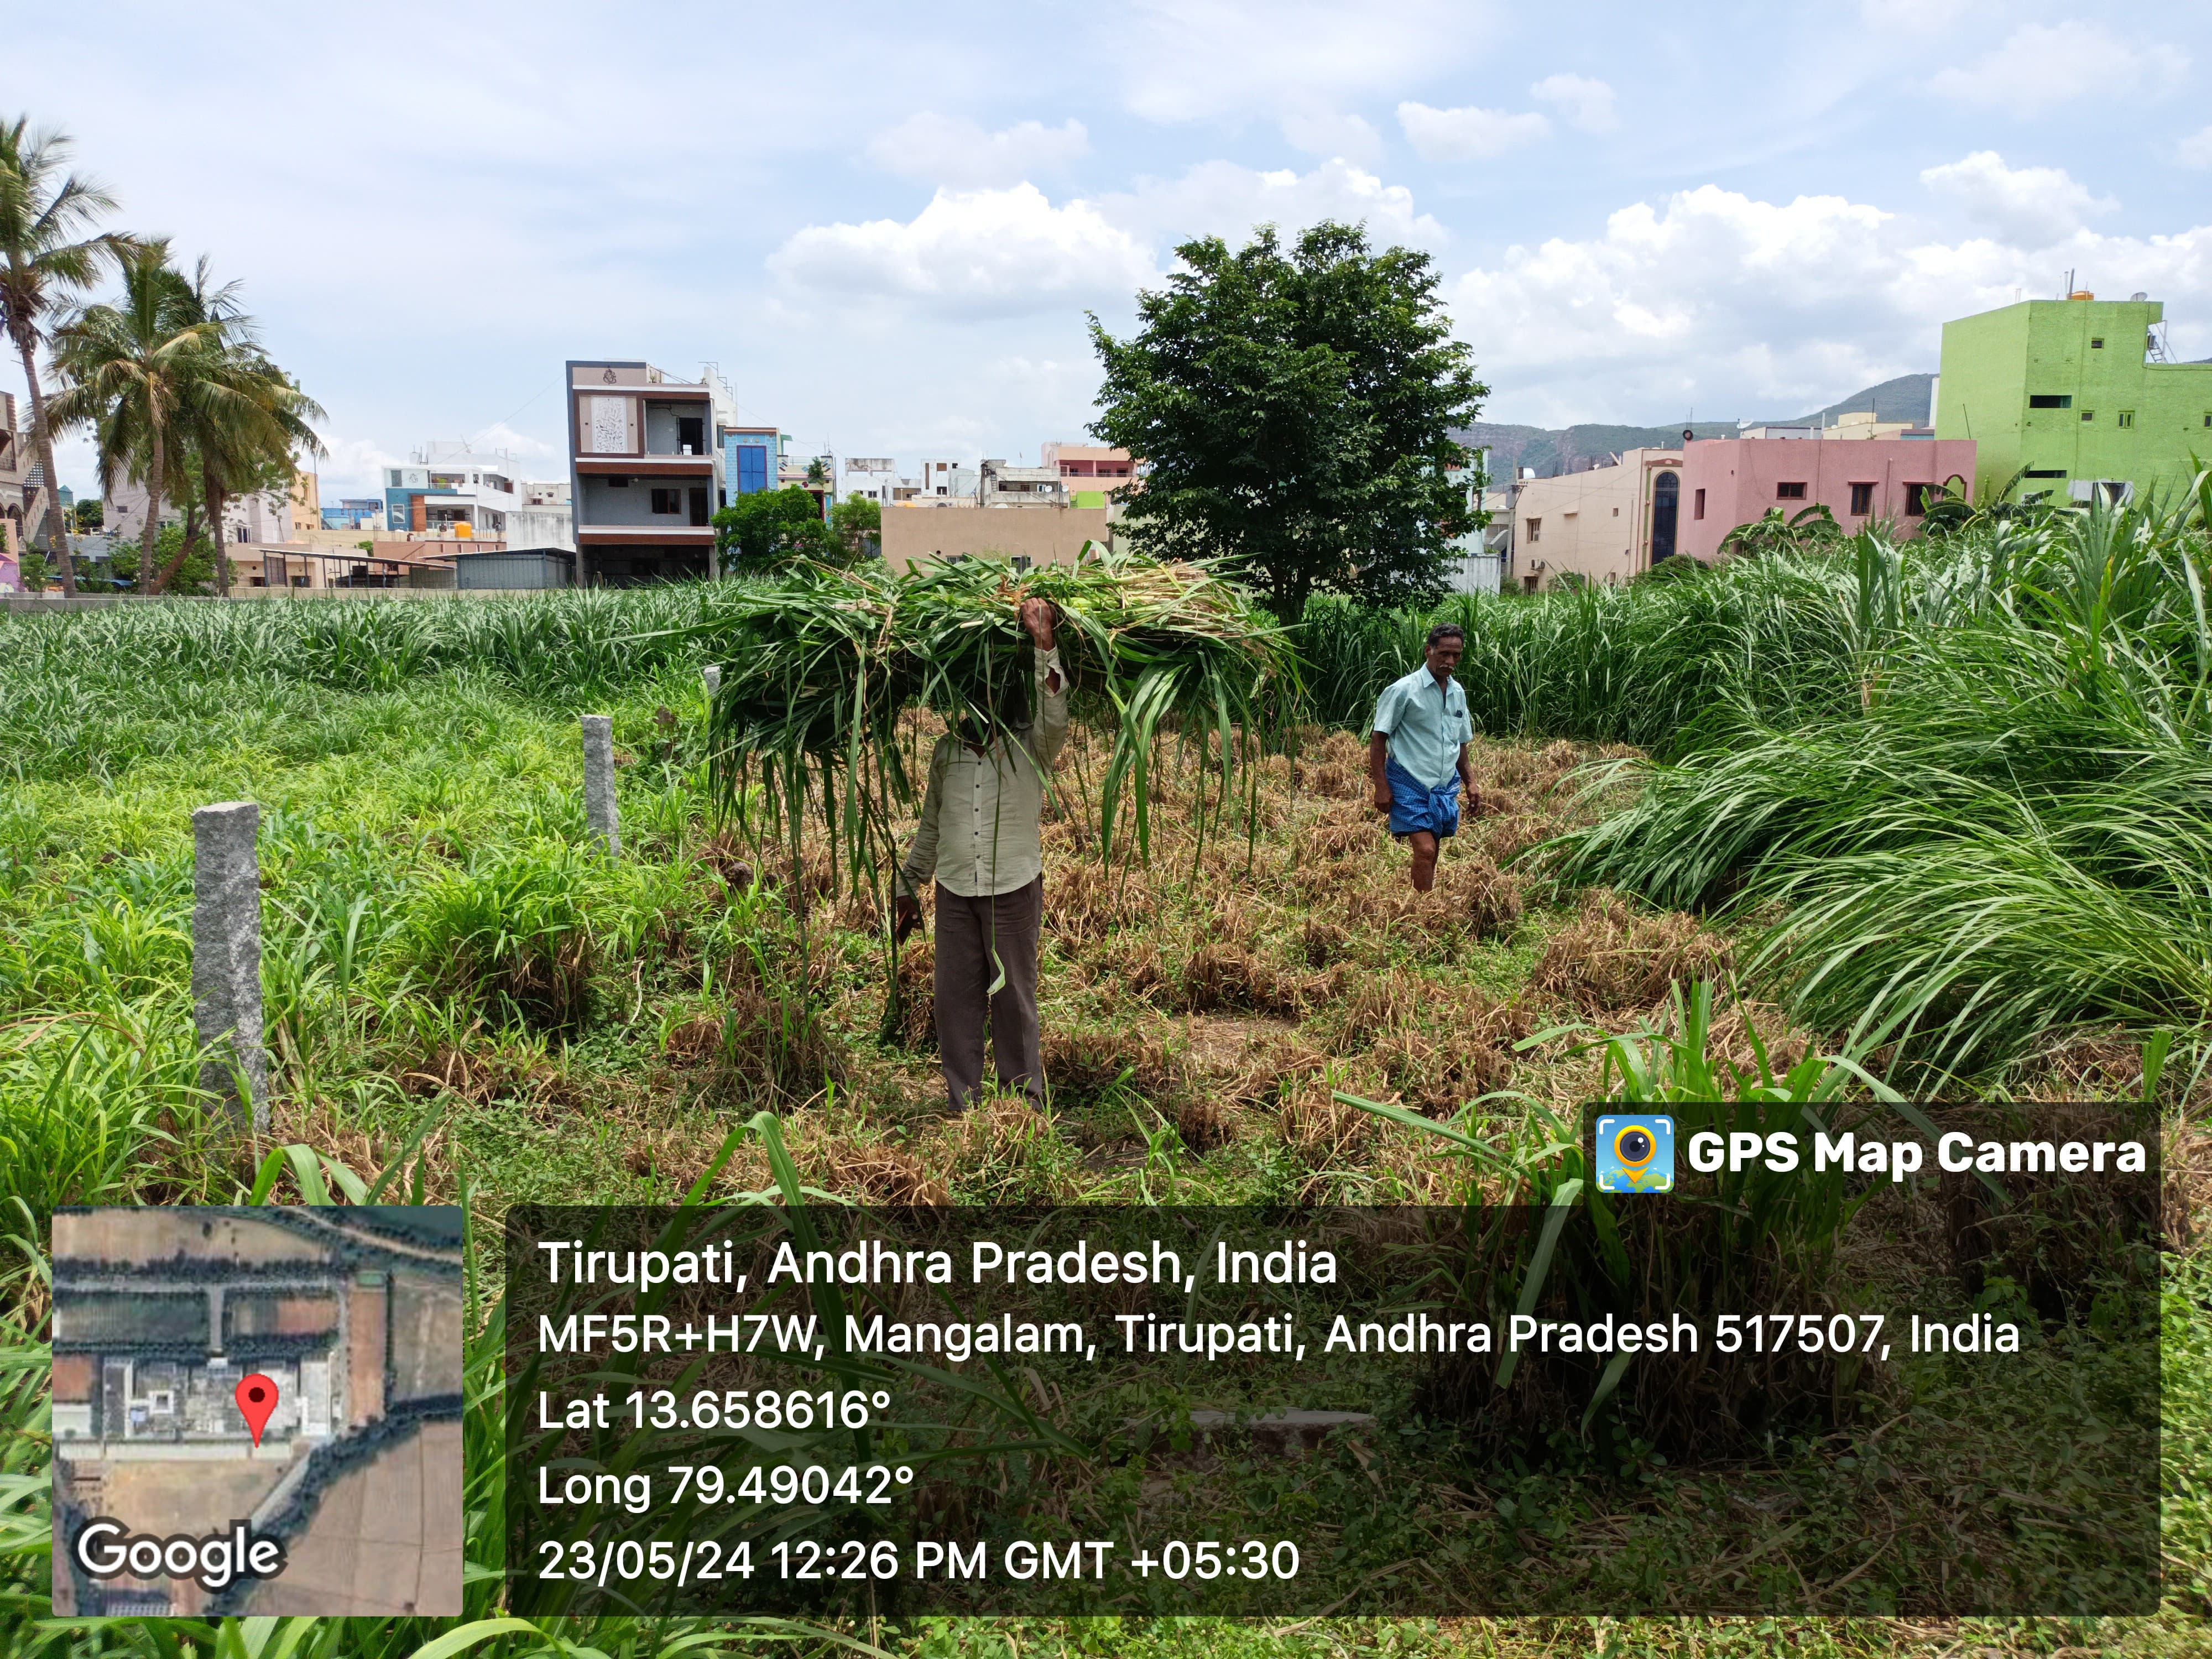 GPS Map Camera
Tirupati, Andhra Pradesh, India
MF5R+H7W, Mangalam, Tirupati, Andhra Pradesh 517507, India
Lat 13.658616°
Long 79.49042°
23/05/24 12:26 PM GMT +05:30
Google